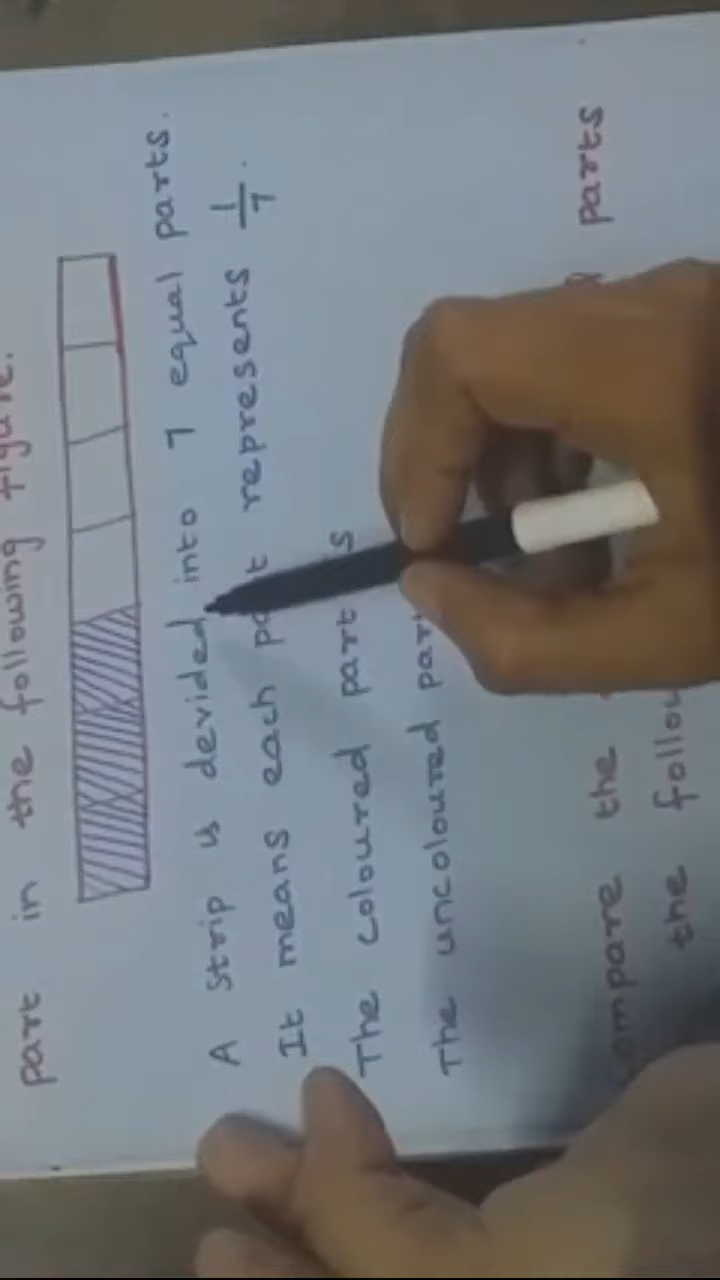 part in the following figure.
A strip is devided into 7 equal parts.
It means each part represents 1/7.
The coloured part is
The uncoloured part
compare the parts
the